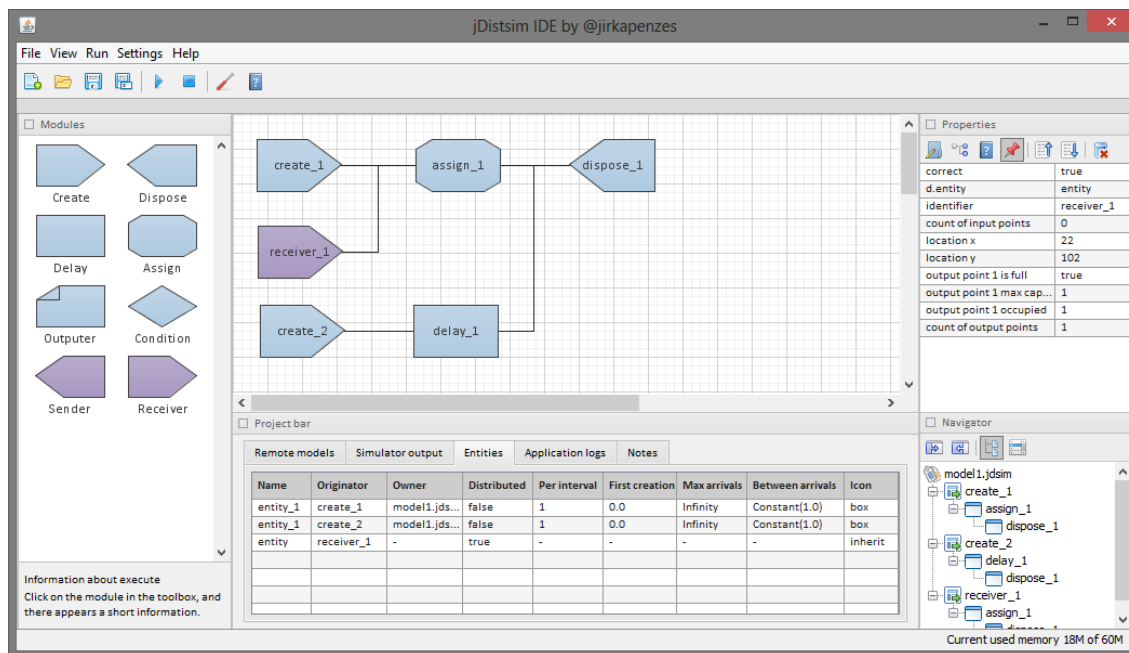 jDistsim IDE by @jirkapenzes
File View Run Settings Help
Modules
Create Dispose
Delay Assign
Outputer Condition
Sender Receiver
Information about execute
Click on the module in the toolbox, and
there appears a short information.
create_1 assign_1 dispose_1
receiver_1
create_2 delay_1
Project bar
Remote models Simulator output Entities Application logs Notes
Name Originator Owner Distributed Per interval First creation Max arrivals Between arrivals Icon
entity_1 create_1 model1.jds... false 1 0.0 Infinity Constant(1.0) box
entity_1 create_2 model1.jds... false 1 0.0 Infinity Constant(1.0) box
entity receiver_1 - true - - - - inherit
Properties
correct true
d.entity entity
identifier receiver_1
count of input points 0
location x 22
location y 102
output point 1 is full true
output point 1 max cap... 1
output point 1 occupied 1
count of output points 1
Navigator
model1.jdsim
create_1
assign_1
dispose_1
create_2
delay_1
dispose_1
receiver_1
assign_1
dispose_1
Current used memory 18M of 60M